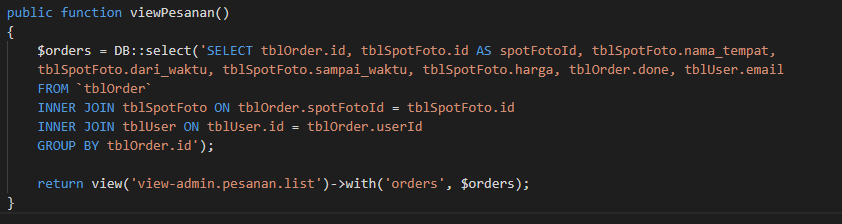 public function viewPesanan()
{
$orders = DB::select('SELECT tblOrder.id, tblSpotFoto.id AS spotFotoId, tblSpotFoto.nama_tempat,
tblSpotFoto.dari_waktu, tblSpotFoto.sampai_waktu, tblSpotFoto.harga, tblOrder.done, tblUser.email
FROM `tblOrder`
INNER JOIN tblSpotFoto ON tblOrder.spotFotoId = tblSpotFoto.id
INNER JOIN tblUser ON tblUser.id = tblOrder.userId
GROUP BY tblOrder.id');
return view('view-admin.pesanan.list')->with('orders', $orders);
}